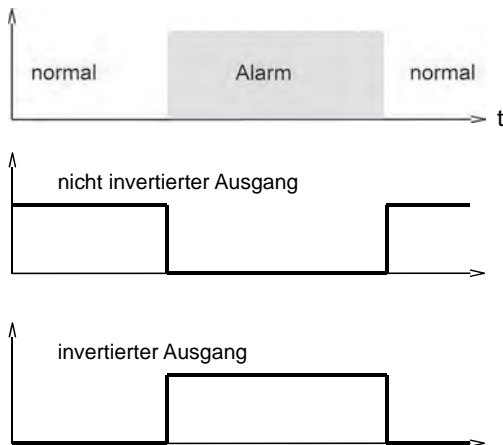 normal Alarm normal
t
nicht invertierter Ausgang
invertierter Ausgang